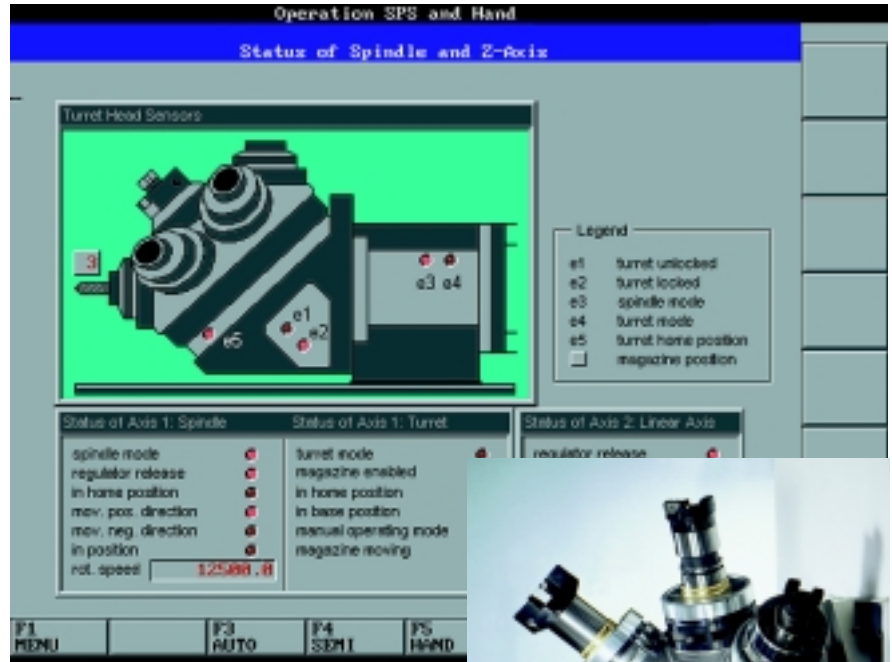 Operation SPS and Hand
Status of Spindle and Z-Axis
Turret Head Sensors
3
e3 e4
e1
e2
e5
Legend
e1 turret unlocked
e2 turret locked
e3 spindle mode
e4 turret mode
e5 turret home position
magazine position
Status of Axis 1: Spindle
spindle mode
regulator release
in home position
mov. pos. direction
mov. neg. direction
in position
rot. speed 12500.0
Status of Axis 1: Turret
turret mode
magazine enabled
in home position
in base position
manual operating mode
magazine moving
Status of Axis 2: Linear Axis
regulator release
F1 F3 F4 F5
MENU AUTO SEMI HAND